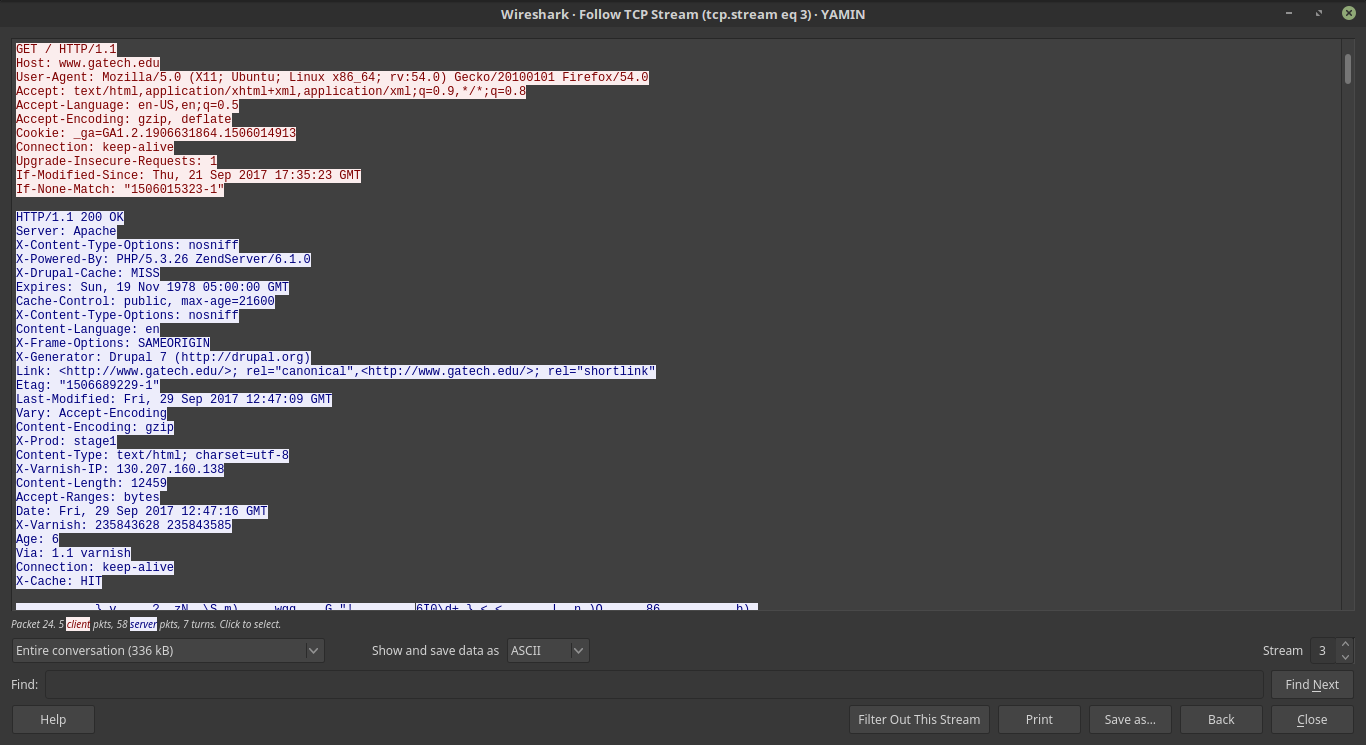 Wireshark · Follow TCP Stream (tcp.stream eq 3) · YAMIN
GET / HTTP/1.1
Host: www.gatech.edu
User-Agent: Mozilla/5.0 (X11; Ubuntu; Linux x86_64; rv:54.0) Gecko/20100101 Firefox/54.0
Accept: text/html,application/xhtml+xml,application/xml;q=0.9,*/*;q=0.8
Accept-Language: en-US,en;q=0.5
Accept-Encoding: gzip, deflate
Cookie: _ga=GA1.2.1906631864.1506014913
Connection: keep-alive
Upgrade-Insecure-Requests: 1
If-Modified-Since: Thu, 21 Sep 2017 17:35:23 GMT
If-None-Match: "1506015323-1"
HTTP/1.1 200 OK
Server: Apache
X-Content-Type-Options: nosniff
X-Powered-By: PHP/5.3.26 ZendServer/6.1.0
X-Drupal-Cache: MISS
Expires: Sun, 19 Nov 1978 05:00:00 GMT
Cache-Control: public, max-age=21600
X-Content-Type-Options: nosniff
Content-Language: en
X-Frame-Options: SAMEORIGIN
X-Generator: Drupal 7 (http://drupal.org)
Link: <http://www.gatech.edu/>; rel="canonical",<http://www.gatech.edu/>; rel="shortlink"
Etag: "1506689229-1"
Last-Modified: Fri, 29 Sep 2017 12:47:09 GMT
Vary: Accept-Encoding
Content-Encoding: gzip
X-Prod: stage1
Content-Type: text/html; charset=utf-8
X-Varnish-IP: 130.207.160.138
Content-Length: 12459
Accept-Ranges: bytes
Date: Fri, 29 Sep 2017 12:47:16 GMT
X-Varnish: 235843628 235843585
Age: 6
Via: 1.1 varnish
Connection: keep-alive
X-Cache: HIT
Packet 24. 5 client pkts, 58 server pkts, 7 turns. Click to select.
Entire conversation (336 kB) Show and save data as ASCII Stream 3
Find: Find Next
Help Filter Out This Stream Print Save as... Back Close